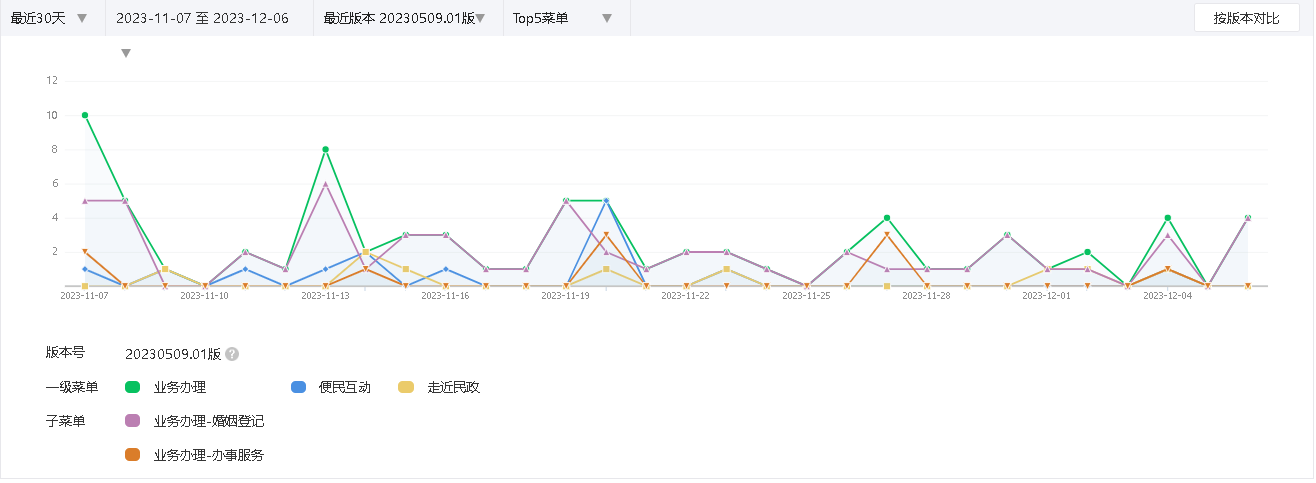 最近30天 2023-11-07 至 2023-12-06 最近版本 20230509.01版 Top5菜单 按版本对比
12
10
8
6
4
2
2023-11-07 2023-11-10 2023-11-13 2023-11-16 2023-11-19 2023-11-22 2023-11-25 2023-11-28 2023-12-01 2023-12-04
版本号 20230509.01版 ?
一级菜单 业务办理 便民互动 走近民政
子菜单 业务办理-婚姻登记
业务办理-办事服务